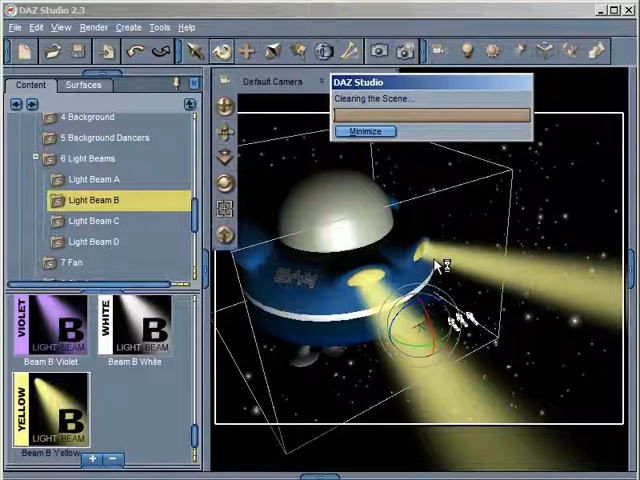 DAZ Studio 2.3
File Edit View Render Create Tools Help
Content Surfaces
Default Camera
DAZ Studio
Clearing the Scene...
Minimize
4 Background
5 Background Dancers
6 Light Beams
Light Beam A
Light Beam B
Light Beam C
Light Beam D
7 Fan
VIOLET
B
LIGHT BEAM
WHITE
B
LIGHT BEAM
Beam B Violet
Beam B White
YELLOW
B
LIGHT BEAM
Beam B Yellow